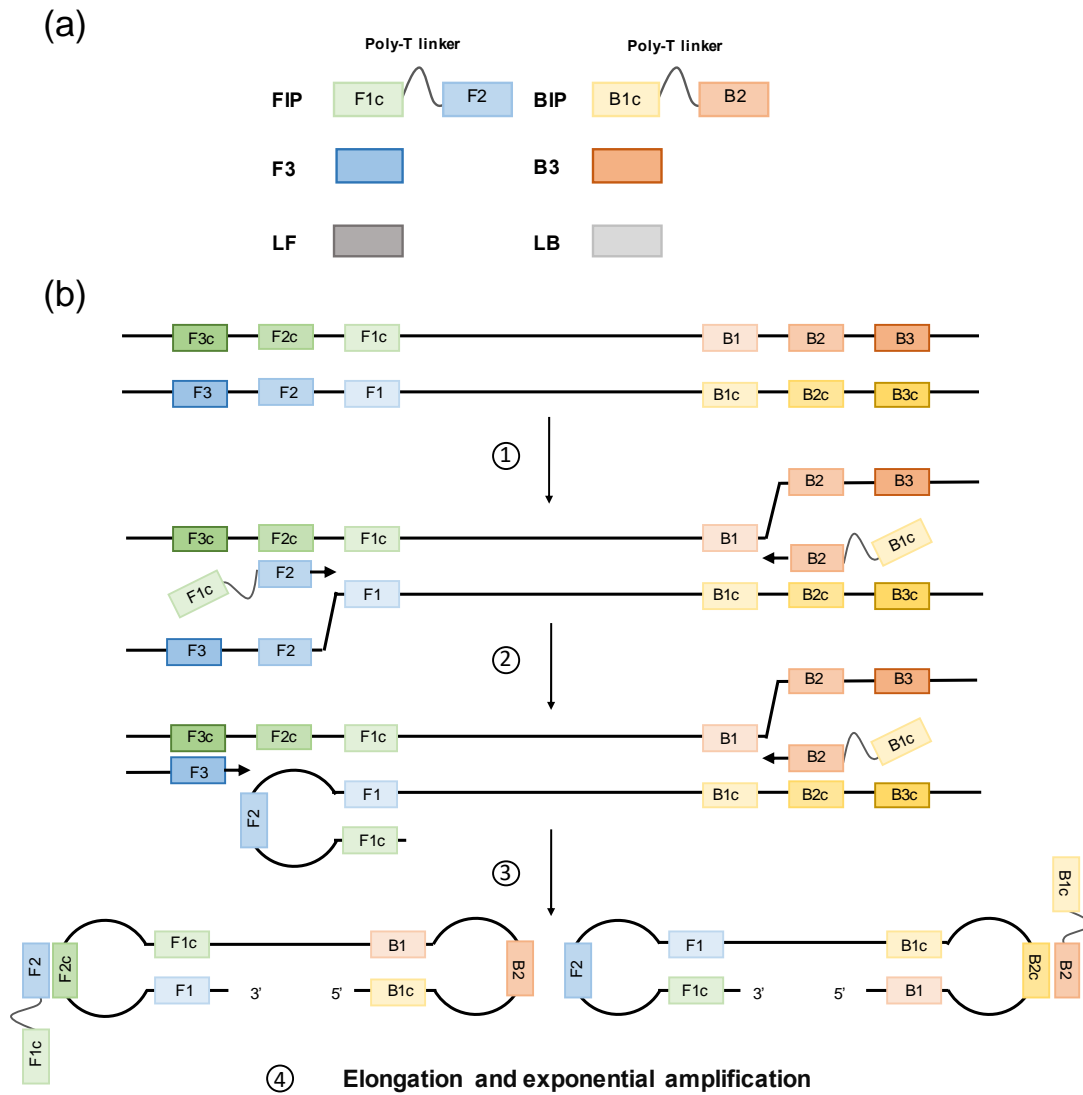 (a)
Poly-T linker Poly-T linker
FIP F1c F2 BIP B1c B2
F3 B3
LF LB
(b)
F3c F2c F1c B1 B2 B3
F3 F2 F1 B1c B2c B3c
①
B2 B3
F3c F2c F1c B1
B2 B1c
F1c F2
F1 B1c B2c B3c
F3 F2
②
B2 B3
F3c F2c F1c B1
B2 B1c
F3
F1 B1c B2c B3c
F2
F1c
③
B1c
F1c B1 F1 B1c
F2 F2c B2 F2 B2c B2
F1 3’ 5’ B1c F1c 3’ 5’ B1
F1c
④ Elongation and exponential amplification